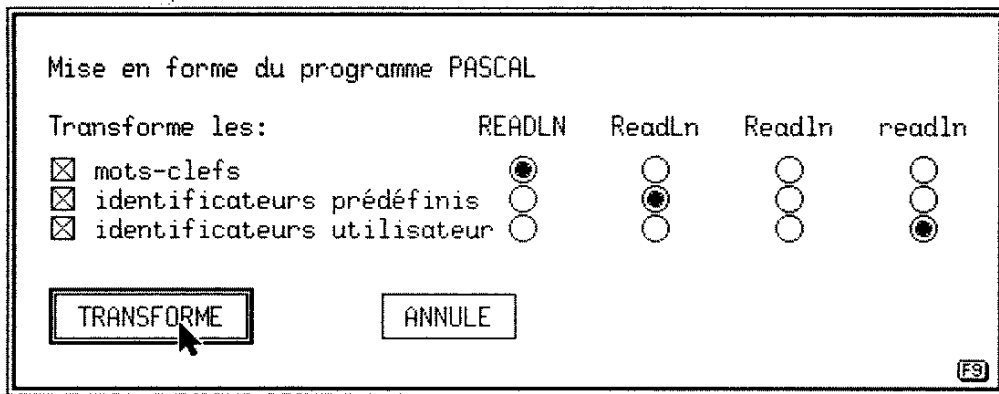 Mise en forme du programme PASCAL
Transforme les: READLN ReadLn Readln readln
mots-clefs
identificateurs prédéfinis
identificateurs utilisateur
TRANSFORME ANNULE
F9